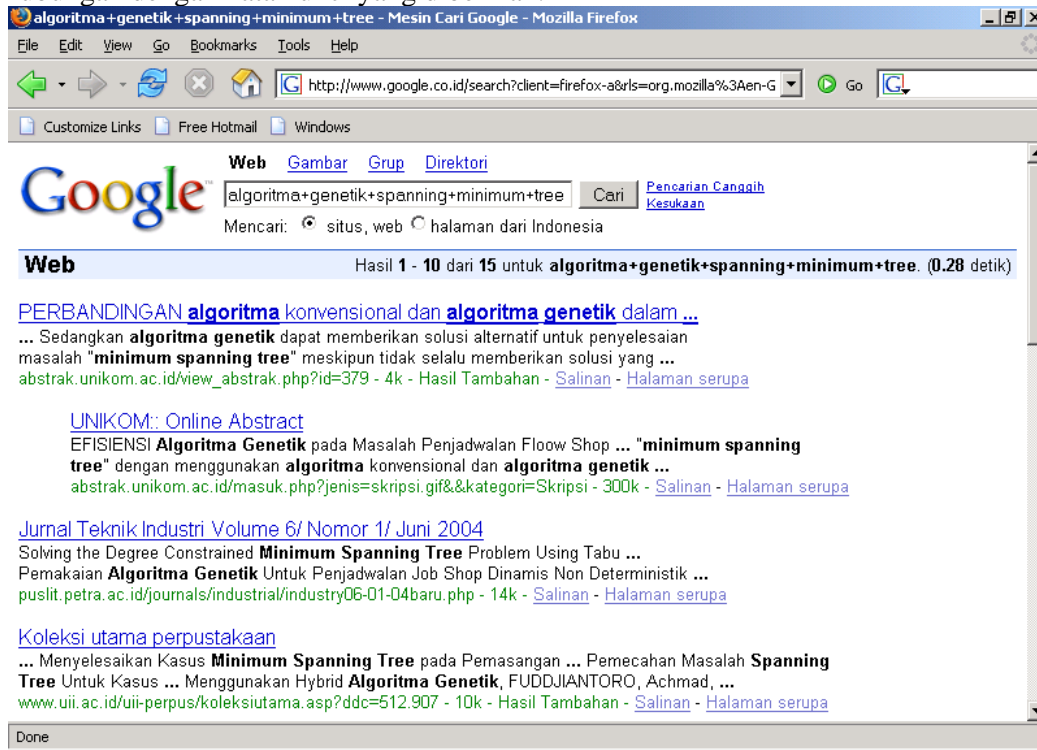 algoritma+genetik+spanning+minimum+tree - Mesin Cari Google - Mozilla Firefox
File Edit View Go Bookmarks Tools Help
http://www.google.co.id/search?client=firefox-a&rls=org.mozilla%3Aen-G Go
Customize Links Free Hotmail Windows
Web Gambar Grup Direktori
Google™ algoritma+genetik+spanning+minimum+tree Cari Pencarian Canggih
Kesukaan
Mencari: situs, web halaman dari Indonesia
Web Hasil 1 - 10 dari 15 untuk algoritma+genetik+spanning+minimum+tree. (0.28 detik)
PERBANDINGAN algoritma konvensional dan algoritma genetik dalam ...
... Sedangkan algoritma genetik dapat memberikan solusi alternatif untuk penyelesaian
masalah "minimum spanning tree" meskipun tidak selalu memberikan solusi yang ...
abstrak.unikom.ac.id/view_abstrak.php?id=379 - 4k - Hasil Tambahan - Salinan - Halaman serupa
UNIKOM:: Online Abstract
EFISIENSI Algoritma Genetik pada Masalah Penjadwalan Floow Shop ... "minimum spanning
tree" dengan menggunakan algoritma konvensional dan algoritma genetik ...
abstrak.unikom.ac.id/masuk.php?jenis=skripsi.gif&&kategori=Skripsi - 300k - Salinan - Halaman serupa
Jurnal Teknik Industri Volume 6/ Nomor 1/ Juni 2004
Solving the Degree Constrained Minimum Spanning Tree Problem Using Tabu ...
Pemakaian Algoritma Genetik Untuk Penjadwalan Job Shop Dinamis Non Deterministik ...
puslit.petra.ac.id/journals/industrial/industry06-01-04baru.php - 14k - Salinan - Halaman serupa
Koleksi utama perpustakaan
... Menyelesaikan Kasus Minimum Spanning Tree pada Pemasangan ... Pemecahan Masalah Spanning
Tree Untuk Kasus ... Menggunakan Hybrid Algoritma Genetik, FUDDJIANTORO, Achmad, ...
www.uii.ac.id/uii-perpus/koleksiutama.asp?ddc=512.907 - 10k - Hasil Tambahan - Salinan - Halaman serupa
Done